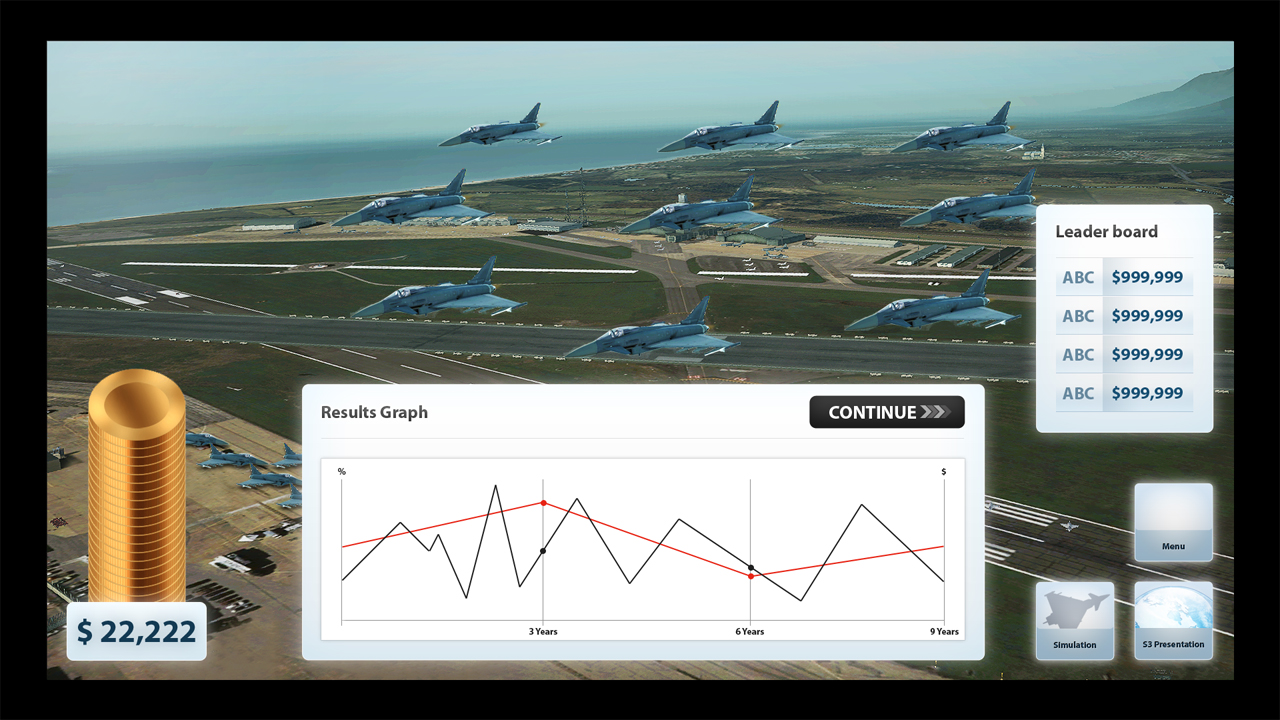 Leader board
ABC $999,999
ABC $999,999
ABC $999,999
ABC $999,999
Results Graph
CONTINUE
% $
3 Years 6 Years 9 Years
$ 22,222
Menu
Simulation
S3 Presentation